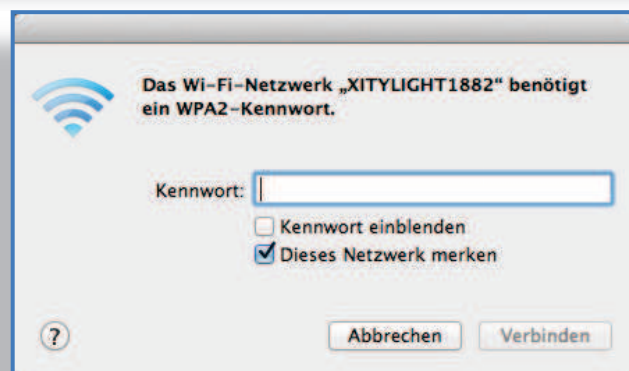 Das Wi-Fi-Netzwerk „XITYLIGHT1882“ benötigt
ein WPA2-Kennwort.
Kennwort:
Kennwort einblenden
Dieses Netzwerk merken
?
Abbrechen
Verbinden